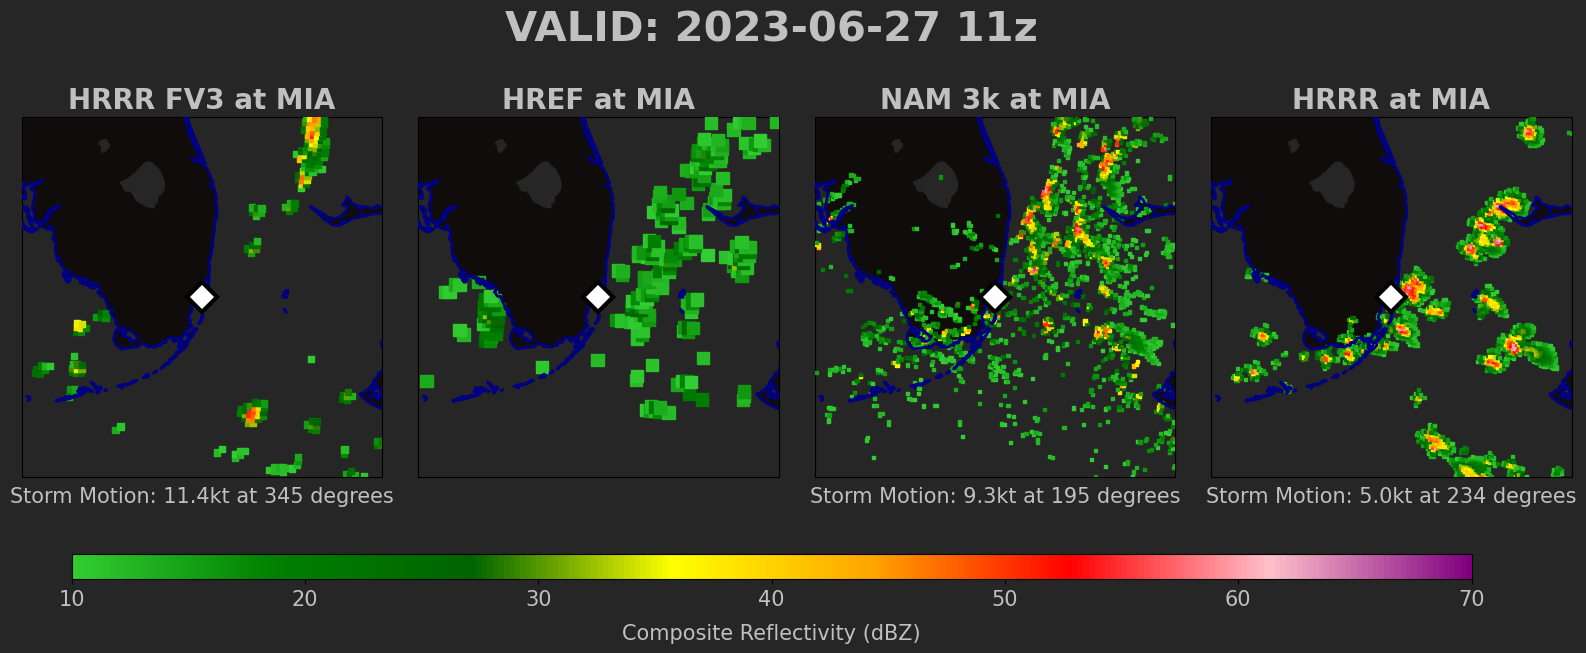 VALID: 2023-06-27 11z
HRRR FV3 at MIA
HREF at MIA
NAM 3k at MIA
HRRR at MIA
Storm Motion: 11.4kt at 345 degrees
Storm Motion: 9.3kt at 195 degrees
Storm Motion: 5.0kt at 234 degrees
10 20 30 40 50 60 70
Composite Reflectivity (dBZ)